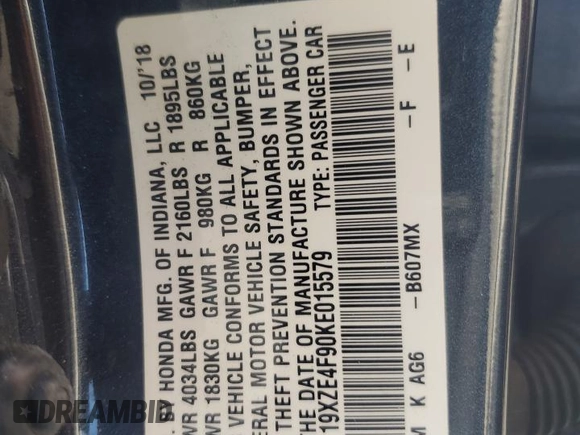 Y HONDA MFG. OF INDIANA, LLC 10/'18
WR 4034LBS GAWR F 2160LBS R 1895LBS
WR 1830KG GAWR F 980KG R 860KG
VEHICLE CONFORMS TO ALL APPLICABLE
ERAL MOTOR VEHICLE SAFETY, BUMPER,
THEFT PREVENTION STANDARDS IN EFFECT
THE DATE OF MANUFACTURE SHOWN ABOVE.
19XZE4F90KE015579 TYPE: PASSENGER CAR
M K AG6 -B607MX -F -E
DREAMBID